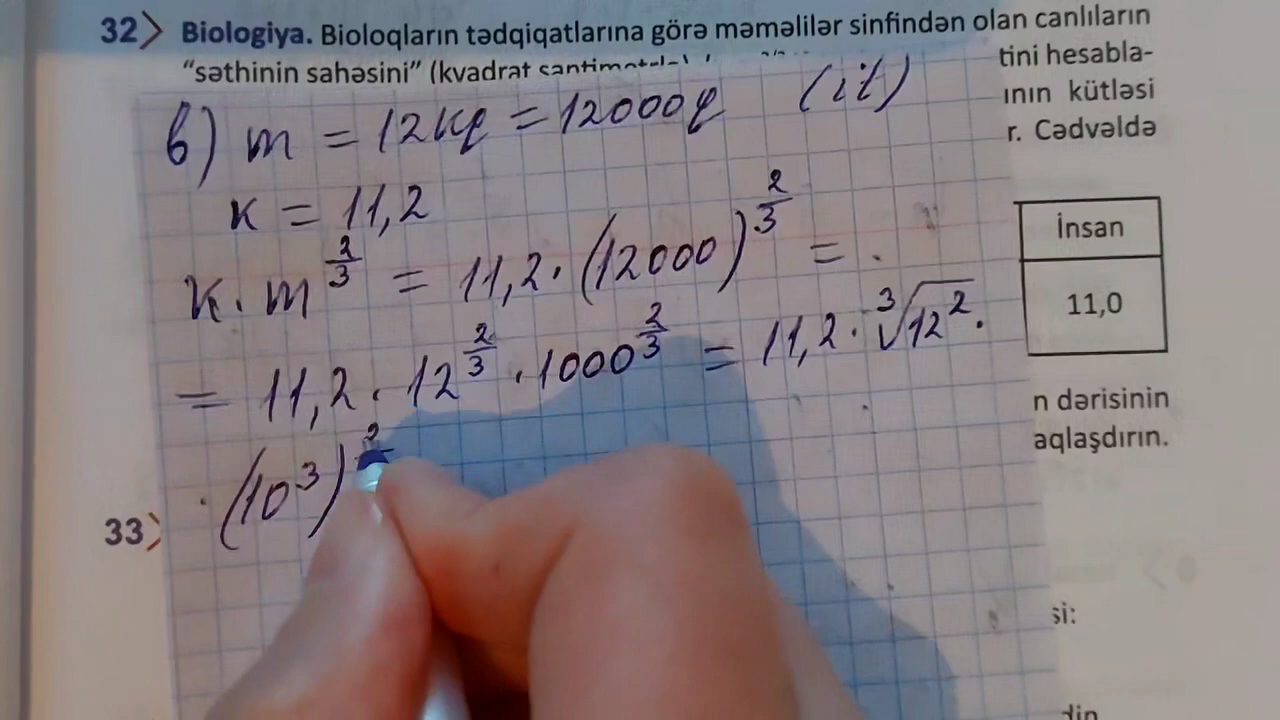 32 Biologiya. Bioloqların tədqiqatlarına görə məməlilər sinfindən olan canlıların
"səthinin sahəsini" (kvadrat santimetrlə)
tini hesabla-
ının kütləsi
r. Cədvəldə
b) m = 12kq = 12000q (it)
k = 11,2
k · m^{2/3} = 11,2 · (12000)^{2/3} = .
= 11,2 · 12^{2/3} · 1000^{2/3} = 11,2 · ∛12² ·
· (10³)^2
İnsan
11,0
n dərisinin
aqlaşdırın.
33
si:
din